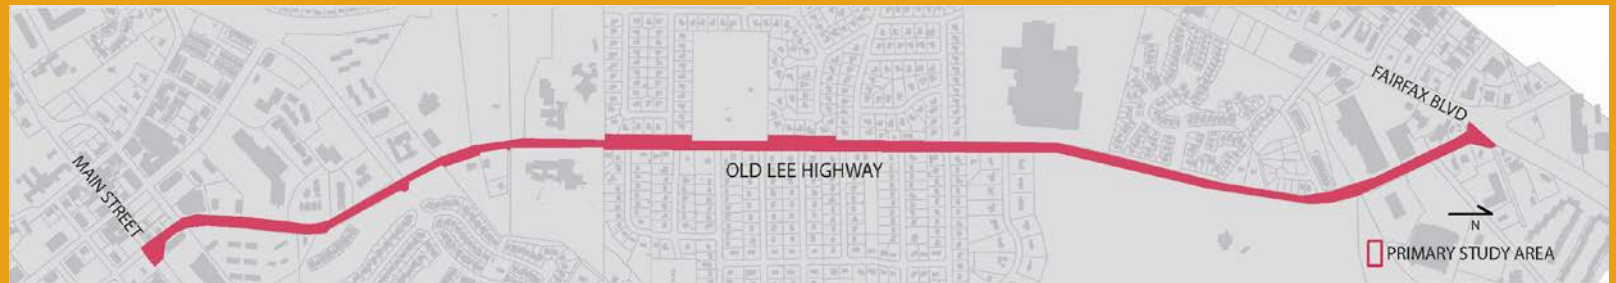 MAIN STREET
OLD LEE HIGHWAY
FAIRFAX BLVD
N
PRIMARY STUDY AREA